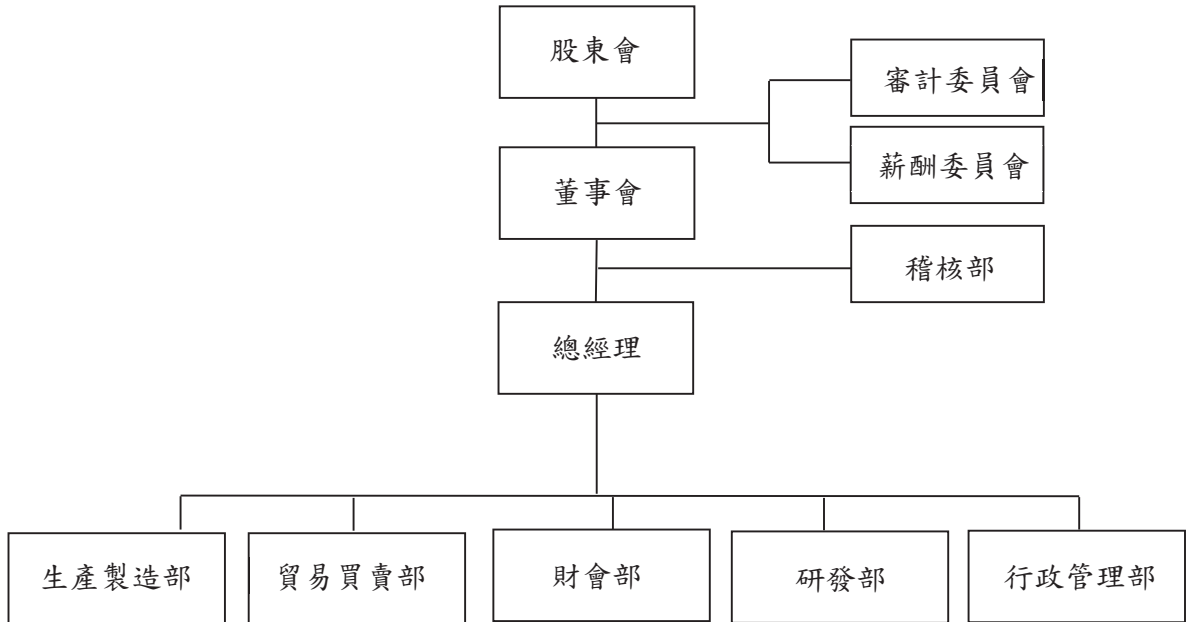 股東會
審計委員會
薪酬委員會
董事會
稽核部
總經理
生產製造部
貿易買賣部
財會部
研發部
行政管理部